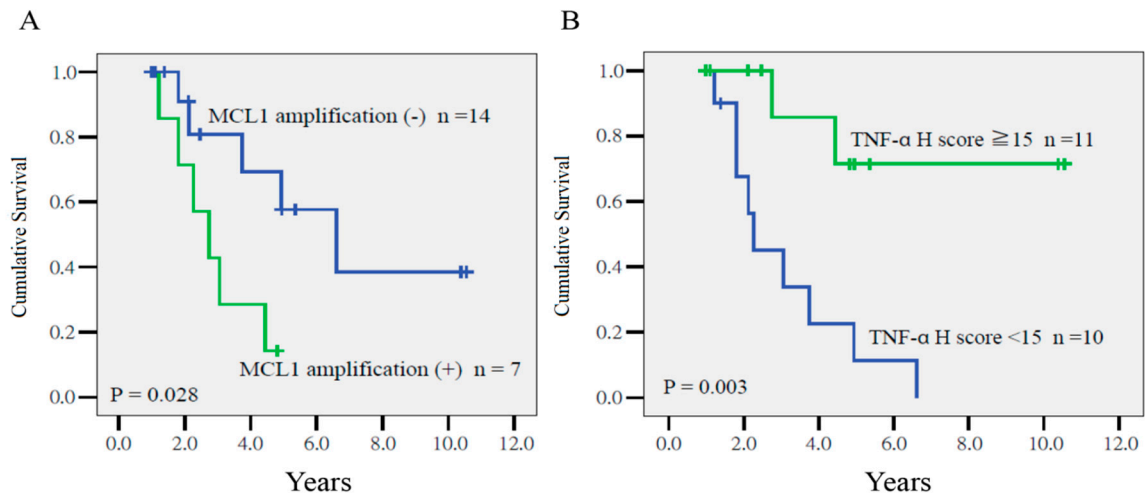 A
Cumulative Survival
1.0
0.8
0.6
0.4
0.2
0.0
MCL1 amplification (-) n =14
MCL1 amplification (+) n = 7
P = 0.028
0.0 2.0 4.0 6.0 8.0 10.0 12.0
Years
B
Cumulative Survival
1.0
0.8
0.6
0.4
0.2
0.0
TNF-α H score ≧15 n =11
TNF-α H score <15 n =10
P = 0.003
0.0 2.0 4.0 6.0 8.0 10.0 12.0
Years